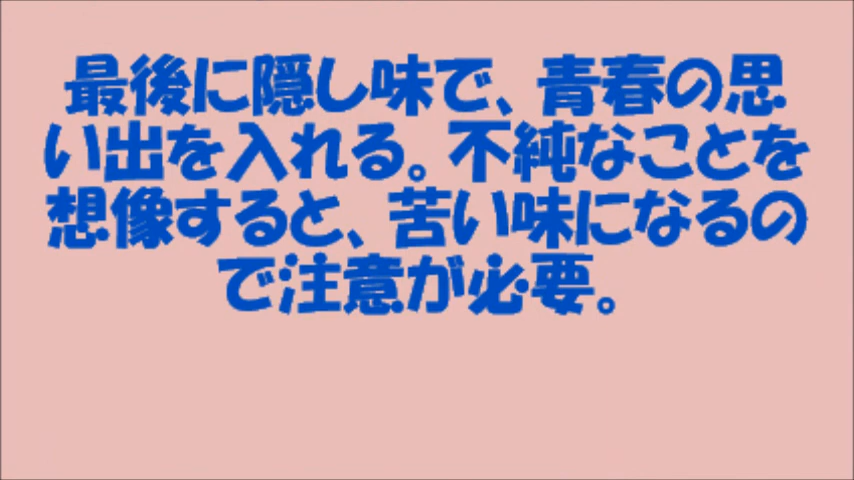 最後に隠し味で、青春の思
い出を入れる。不純なことを
想像すると、苦い味になるの
で注意が必要。